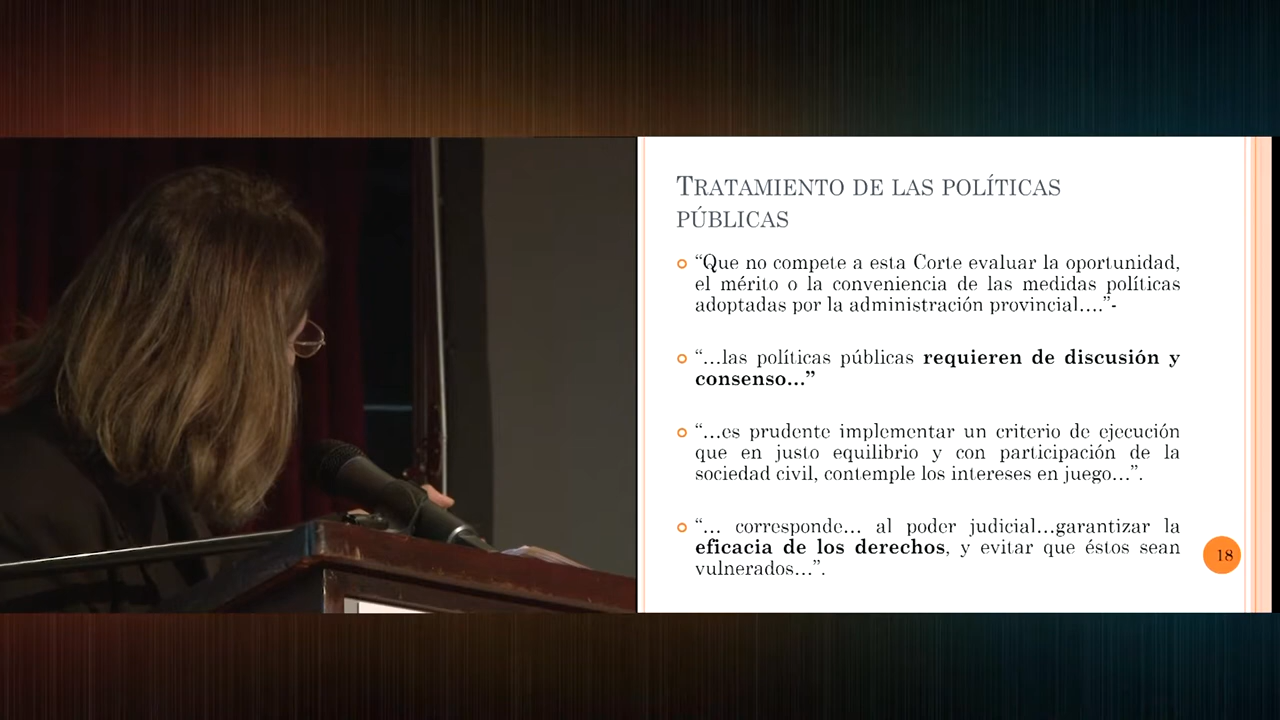 TRATAMIENTO DE LAS POLÍTICAS
PÚBLICAS
“Que no compete a esta Corte evaluar la oportunidad,
el mérito o la conveniencia de las medidas políticas
adoptadas por la administración provincial....”-
“...las políticas públicas requieren de discusión y
consenso...”
“...es prudente implementar un criterio de ejecución
que en justo equilibrio y con participación de la
sociedad civil, contemple los intereses en juego...”.
“... corresponde... al poder judicial...garantizar la
eficacia de los derechos, y evitar que éstos sean
vulnerados...”.
18